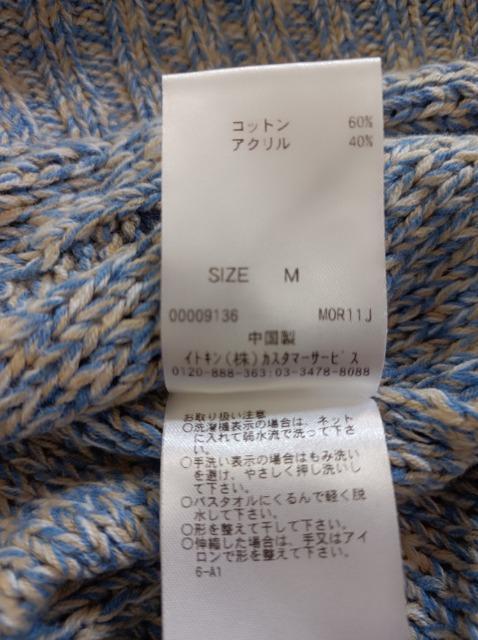 コットン 60%
アクリル 40%
SIZE M
00009136 MOR11J
中国製
イトキン(株)カスタマーサービス
0120-888-363:03-3478-8088
お取り扱い注意
○洗濯機表示の場合は、ネット
に入れて弱水流で洗って下さ
い。
○手洗い表示の場合はもみ洗い
を避け、やさしく押し洗いし
て下さい。
○バスタオルにくるんで軽く脱
水して下さい。
○形を整えて干して下さい。
○伸縮した場合は、手又はアイ
ロンで形を整えて下さい。
6-A1